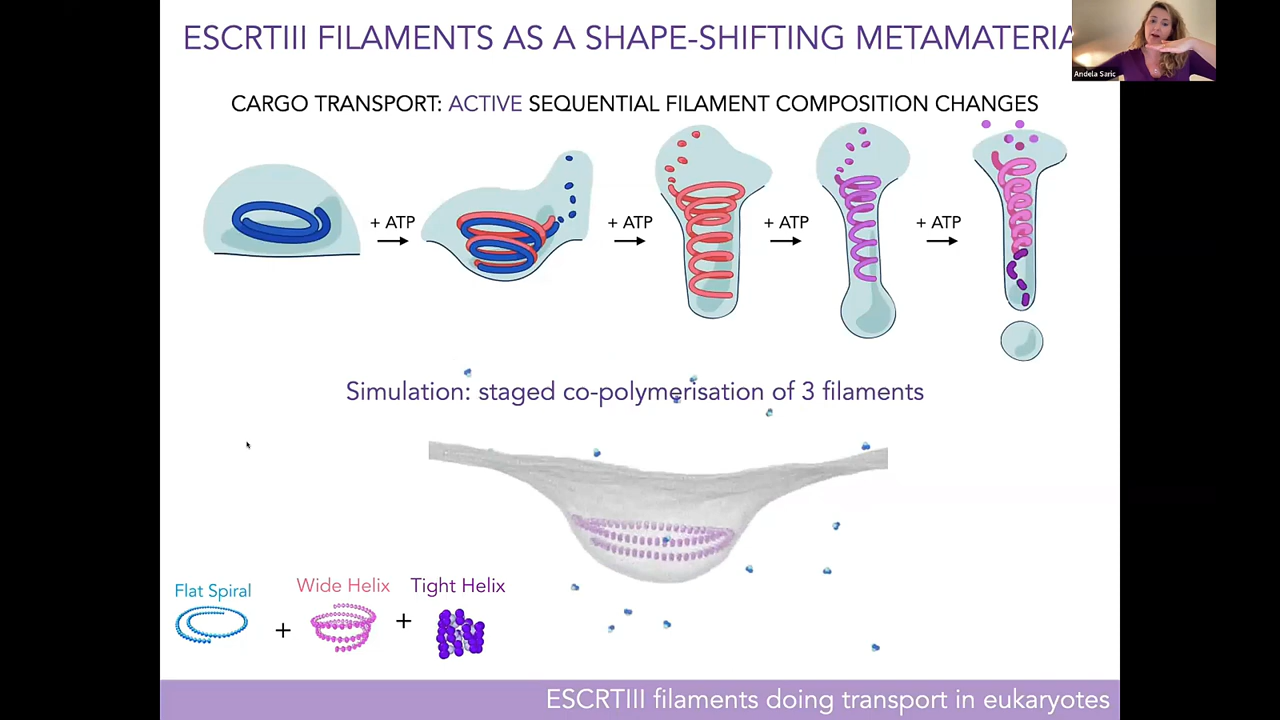 ESCRTIII FILAMENTS AS A SHAPE-SHIFTING METAMATERIA
Andela Saric
CARGO TRANSPORT: ACTIVE SEQUENTIAL FILAMENT COMPOSITION CHANGES
+ ATP
+ ATP
+ ATP
+ ATP
Simulation: staged co-polymerisation of 3 filaments
Flat Spiral
+
Wide Helix
+
Tight Helix
ESCRTIII filaments doing transport in eukaryotes